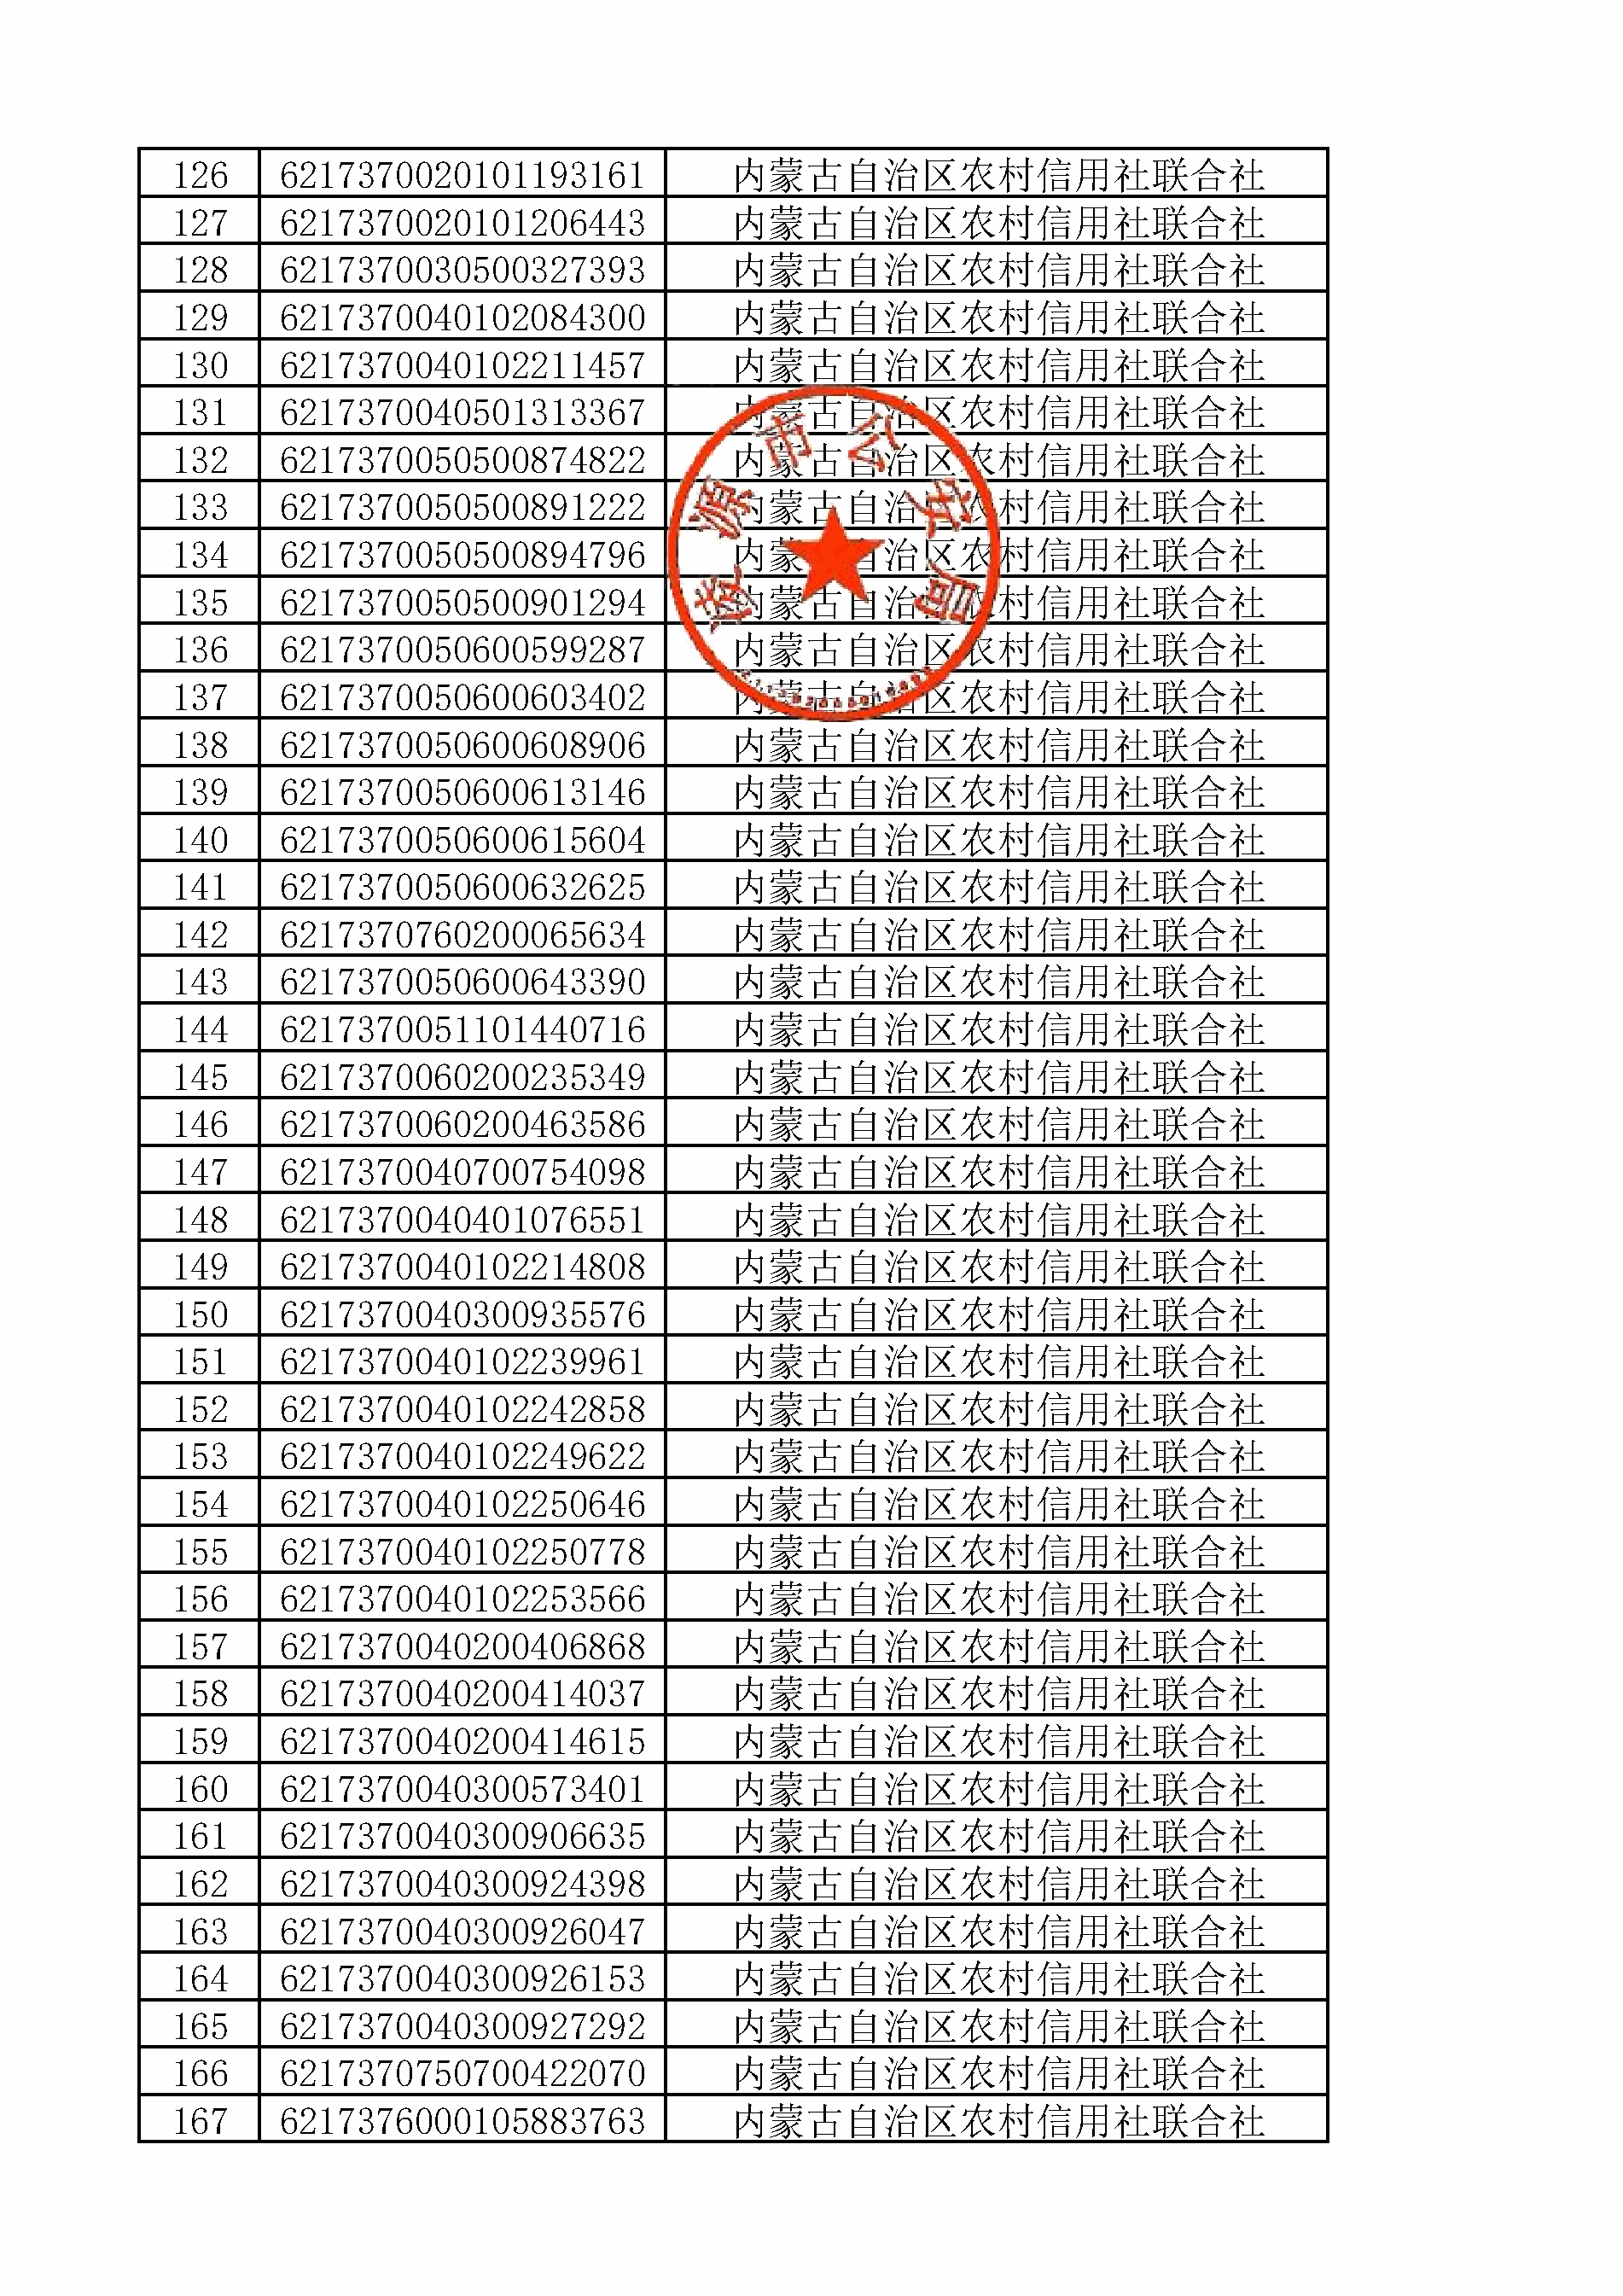 126 6217370020101193161 内蒙古自治区农村信用社联合社
127 6217370020101206443 内蒙古自治区农村信用社联合社
128 6217370030500327393 内蒙古自治区农村信用社联合社
129 6217370040102084300 内蒙古自治区农村信用社联合社
130 6217370040102211457 内蒙古自治区农村信用社联合社
131 6217370040501313367 内蒙古自治区农村信用社联合社
132 6217370050500874822 内蒙古自治区农村信用社联合社
133 6217370050500891222 内蒙古自治区农村信用社联合社
134 6217370050500894796 内蒙古自治区农村信用社联合社
135 6217370050500901294 内蒙古自治区农村信用社联合社
136 6217370050600599287 内蒙古自治区农村信用社联合社
137 6217370050600603402 内蒙古自治区农村信用社联合社
138 6217370050600608906 内蒙古自治区农村信用社联合社
139 6217370050600613146 内蒙古自治区农村信用社联合社
140 6217370050600615604 内蒙古自治区农村信用社联合社
141 6217370050600632625 内蒙古自治区农村信用社联合社
142 6217370760200065634 内蒙古自治区农村信用社联合社
143 6217370050600643390 内蒙古自治区农村信用社联合社
144 6217370051101440716 内蒙古自治区农村信用社联合社
145 6217370060200235349 内蒙古自治区农村信用社联合社
146 6217370060200463586 内蒙古自治区农村信用社联合社
147 6217370040700754098 内蒙古自治区农村信用社联合社
148 6217370040401076551 内蒙古自治区农村信用社联合社
149 6217370040102214808 内蒙古自治区农村信用社联合社
150 6217370040300935576 内蒙古自治区农村信用社联合社
151 6217370040102239961 内蒙古自治区农村信用社联合社
152 6217370040102242858 内蒙古自治区农村信用社联合社
153 6217370040102249622 内蒙古自治区农村信用社联合社
154 6217370040102250646 内蒙古自治区农村信用社联合社
155 6217370040102250778 内蒙古自治区农村信用社联合社
156 6217370040102253566 内蒙古自治区农村信用社联合社
157 6217370040200406868 内蒙古自治区农村信用社联合社
158 6217370040200414037 内蒙古自治区农村信用社联合社
159 6217370040200414615 内蒙古自治区农村信用社联合社
160 6217370040300573401 内蒙古自治区农村信用社联合社
161 6217370040300906635 内蒙古自治区农村信用社联合社
162 6217370040300924398 内蒙古自治区农村信用社联合社
163 6217370040300926047 内蒙古自治区农村信用社联合社
164 6217370040300926153 内蒙古自治区农村信用社联合社
165 6217370040300927292 内蒙古自治区农村信用社联合社
166 6217370750700422070 内蒙古自治区农村信用社联合社
167 6217376000105883763 内蒙古自治区农村信用社联合社
凌源市公安局